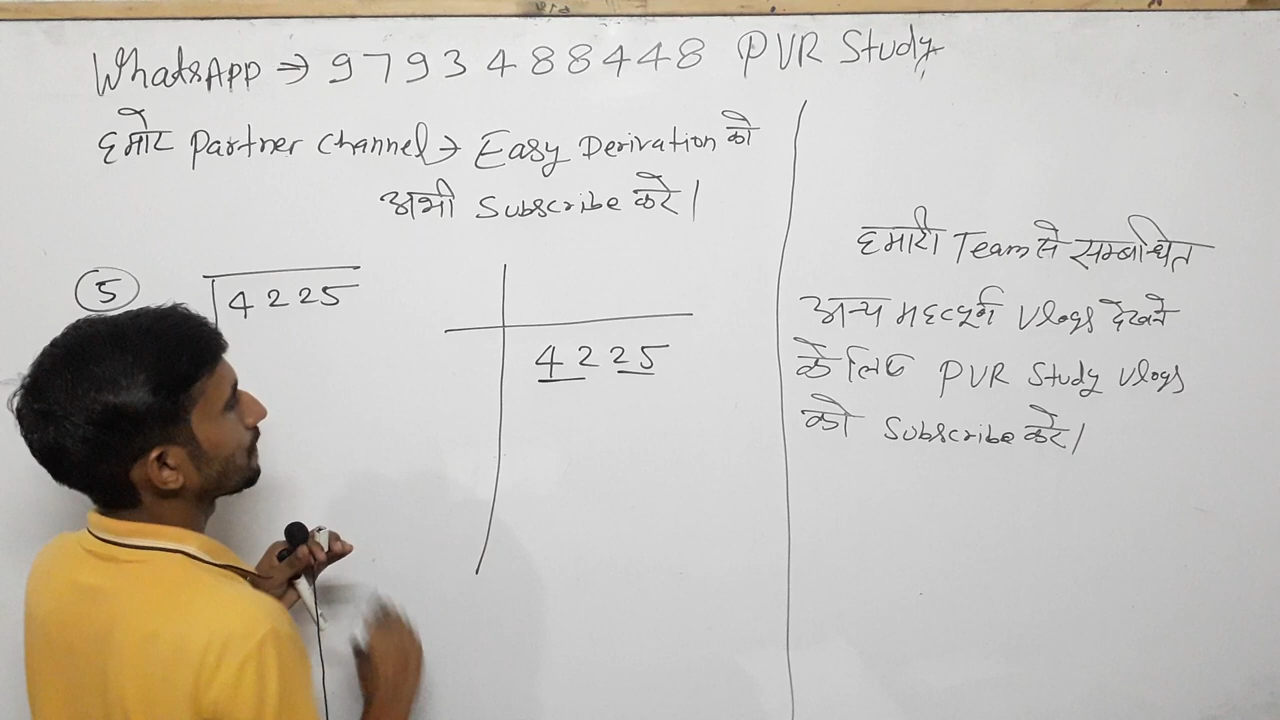 WhatsApp → 9793488448 PVR Study
हमारे Partner Channel → Easy Derivation को
अभी Subscribe करे।
5 √4225
4225
हमारी Team से सम्बन्धित
अन्य महत्वपूर्ण Vlogs देखने
के लिए PVR Study Vlogs
को Subscribe करे।